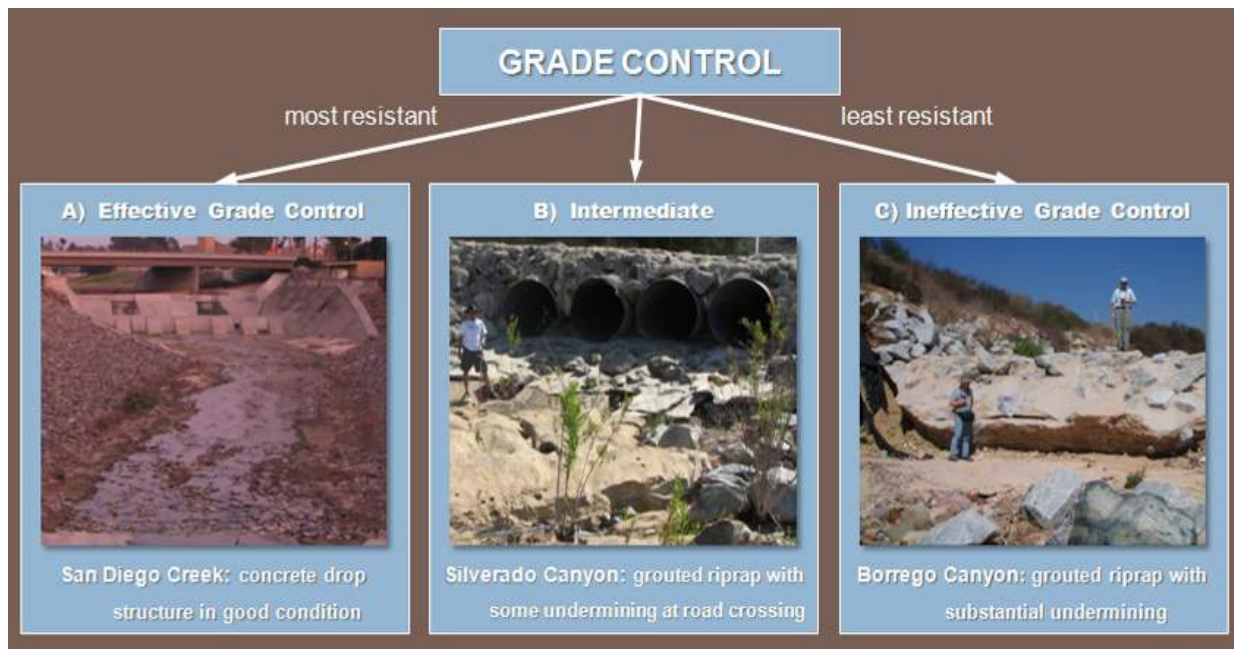 GRADE CONTROL
most resistant
least resistant
A) Effective Grade Control
San Diego Creek: concrete drop
structure in good condition
B) Intermediate
Silverado Canyon: grouted riprap with
some undermining at road crossing
C) Ineffective Grade Control
Borrego Canyon: grouted riprap with
substantial undermining